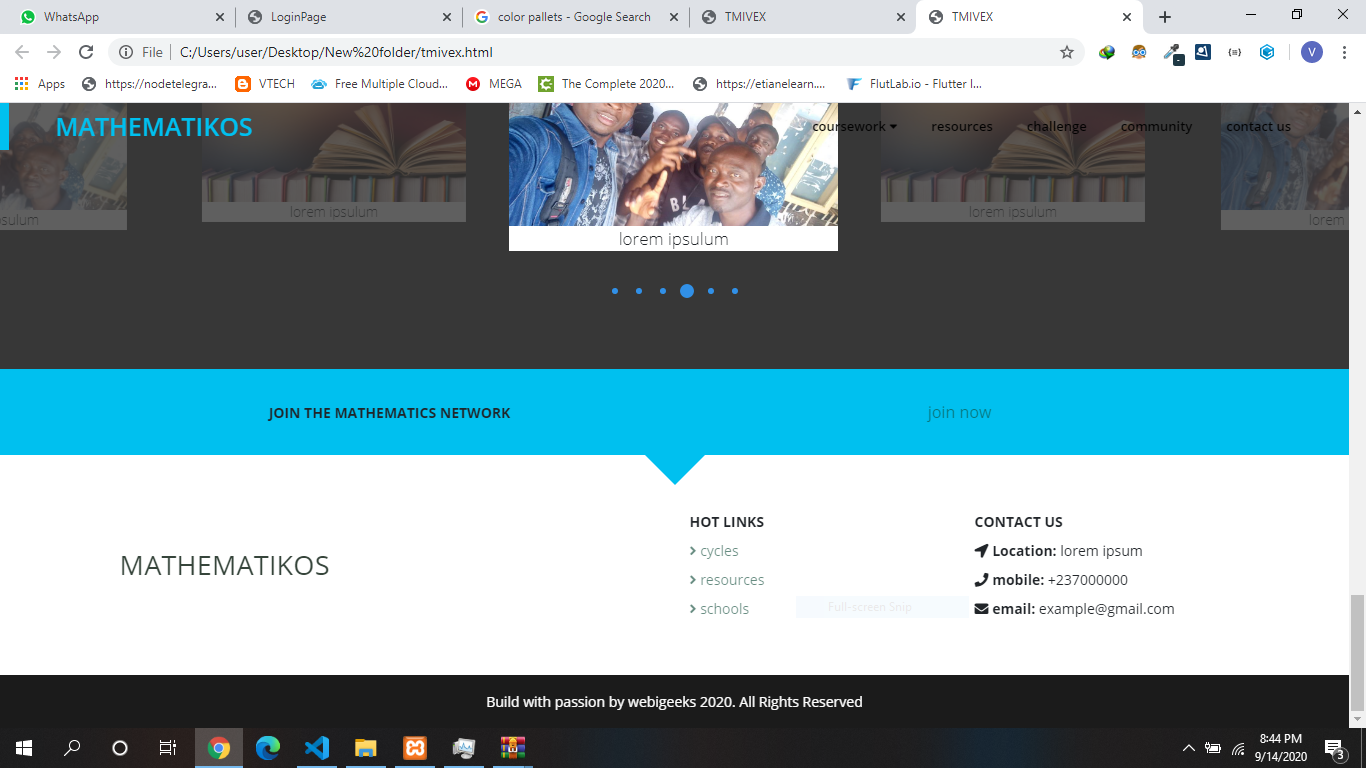 WhatsApp
LoginPage
color pallets - Google Search
TMIVEX
TMIVEX
File
C:/Users/user/Desktop/New%20folder/tmivex.html
V
Apps
https://nodetelegra...
VTECH
Free Multiple Cloud...
MEGA
The Complete 2020...
https://etianelearn....
FlutLab.io - Flutter I...
MATHEMATIKOS
coursework
resources
challenge
community
contact us
psulum
lorem ipsulum
lorem ipsulum
lorem ipsulum
lorem
JOIN THE MATHEMATICS NETWORK
join now
MATHEMATIKOS
HOT LINKS
cycles
resources
schools
CONTACT US
Location: lorem ipsum
mobile: +237000000
email: example@gmail.com
Full-screen Snip
Build with passion by webigeeks 2020. All Rights Reserved
8:44 PM
9/14/2020
3